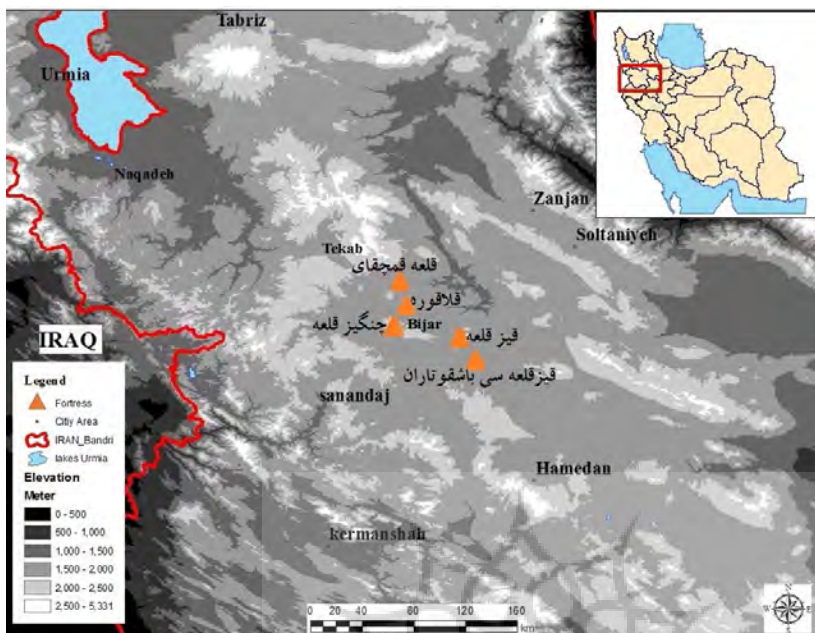 Tabriz
Urmia
Naqadeh
Zanjan
Soltaniyeh
Tekab
قلعه قمچقای
قلاقوره
Bijar
چنگیز قلعه
قیز قلعه
IRAQ
قیزقلعه سی باشقوتاران
sanandaj
Hamedan
kermanshah
Legend
Fortress
Citiy Area
IRAN_Bandri
lakes Urmia
Elevation
Meter
0 - 500
500 - 1,000
1,000 - 1,500
1,500 - 2,000
2,000 - 2,500
2,500 - 5,331
0 20 40 80 120 160
km
N
W E
S